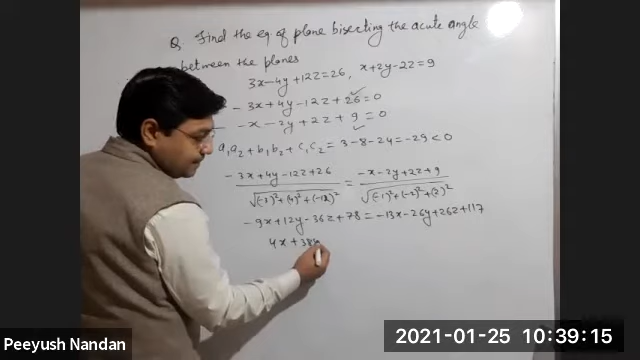 Q. Find the eq of plane bisecting the acute angle
between the planes
3x-4y+12z=26, x+2y-2z=9
- 3x+4y-12z+26=0
- x-2y+2z+9=0
a₁a₂+b₁b₂+c₁c₂=3-8-24=-29<0
-3x+4y-12z+26/√(-3)²+(4)²+(-12)² = -x-2y+2z+9/√(-1)²+(-2)²+(2)²
-9x+12y-36z+78=-13x-26y+26z+117
4x+38y
Peeyush Nandan
2021-01-25 10:39:15